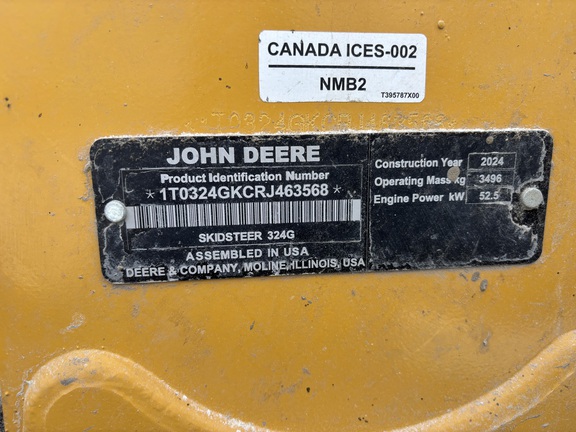 CANADA ICES-002
NMB2
T395787X00
1T0324GKCRJ463568
JOHN DEERE
Product Identification Number
*1T0324GKCRJ463568*
SKIDSTEER 324G
ASSEMBLED IN USA
DEERE & COMPANY, MOLINE, ILLINOIS, USA
Construction Year 2024
Operating Mass kg 3496
Engine Power kW 52.5